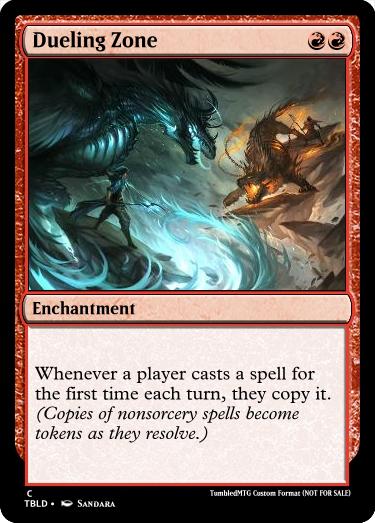 Dueling Zone
Enchantment
Whenever a player casts a spell for
the first time each turn, they copy it.
(Copies of nonsorcery spells become
tokens as they resolve.)
C
TBLD • SANDARA
TumbledMTG Custom Format (NOT FOR SALE)